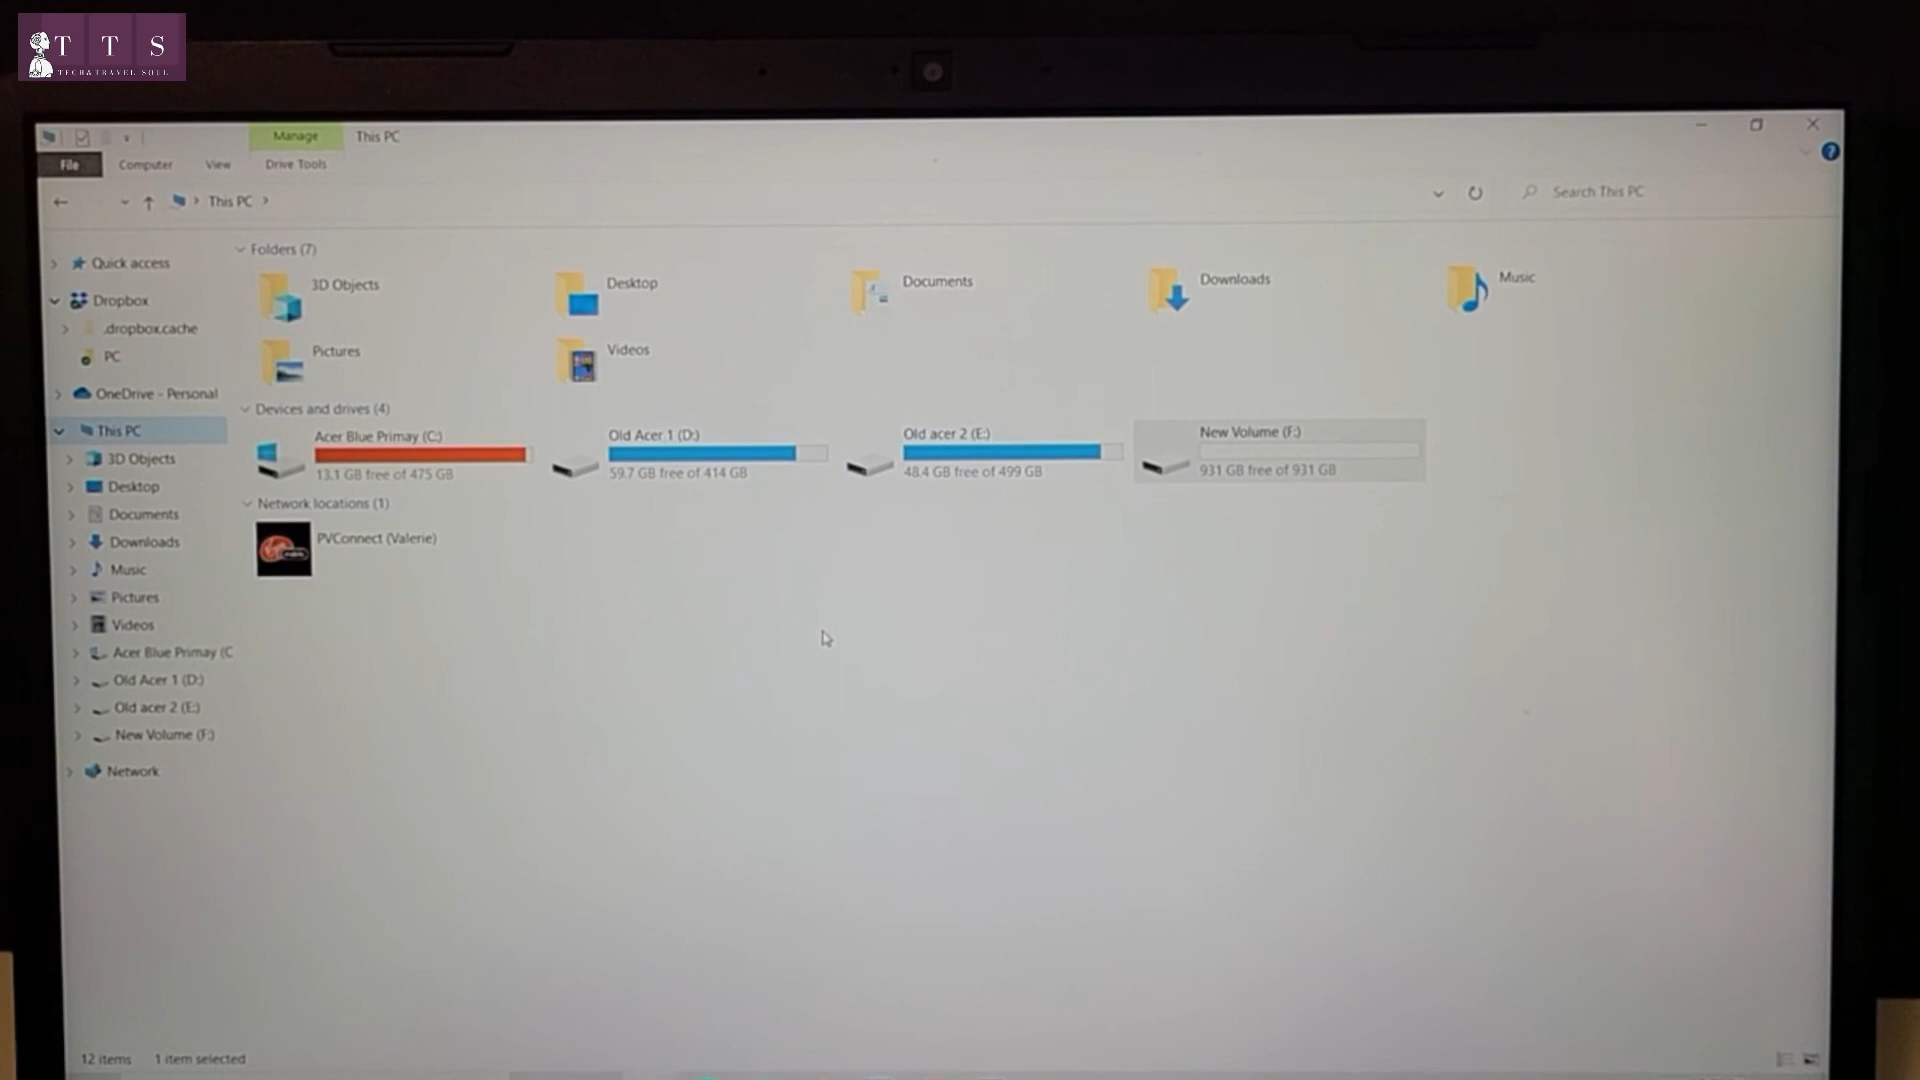 T T S
TECH&TRAVEL SOUL
Manage
This PC
File
Computer
View
Drive Tools
This PC
Search This PC
Quick access
Dropbox
.dropbox.cache
PC
OneDrive - Personal
This PC
3D Objects
Desktop
Documents
Downloads
Music
Pictures
Videos
Acer Blue Primay (C
Old Acer 1 (D:)
Old acer 2 (E:)
New Volume (F:)
Network
Folders (7)
3D Objects
Desktop
Documents
Downloads
Music
Pictures
Videos
Devices and drives (4)
Acer Blue Primay (C:)
13.1 GB free of 475 GB
Old Acer 1 (D:)
59.7 GB free of 414 GB
Old acer 2 (E:)
48.4 GB free of 499 GB
New Volume (F:)
931 GB free of 931 GB
Network locations (1)
PVConnect (Valerie)
12 items
1 item selected